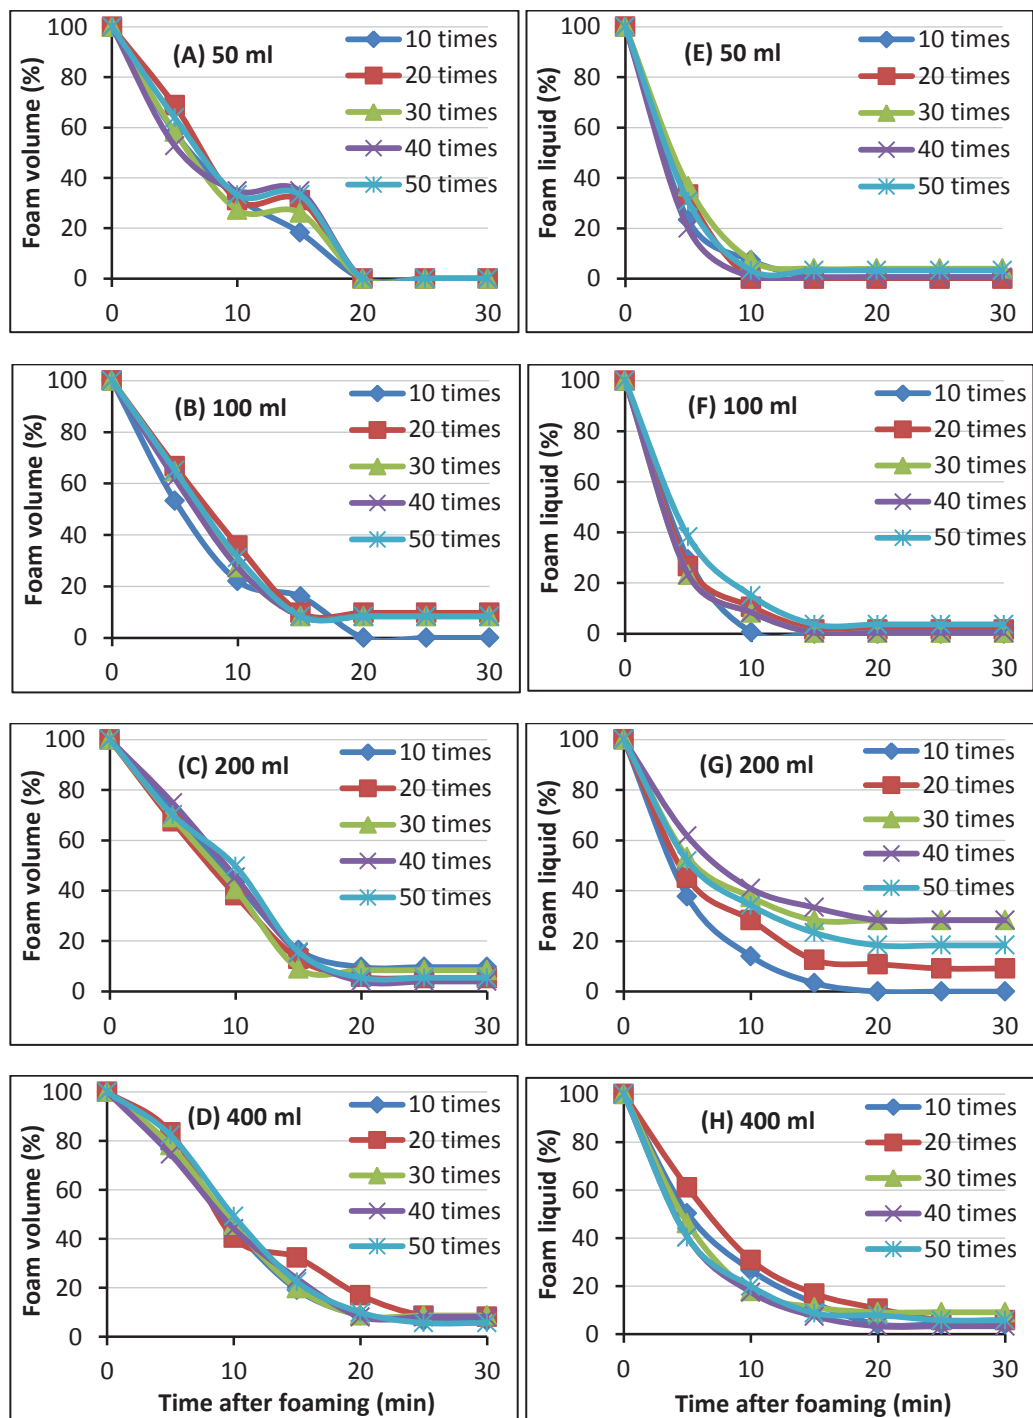 (A) 50 ml
Foam volume (%)
100
80
60
40
20
0
0 10 20 30
10 times
20 times
30 times
40 times
50 times
(E) 50 ml
Foam liquid (%)
100
80
60
40
20
0
0 10 20 30
10 times
20 times
30 times
40 times
50 times
(B) 100 ml
Foam volume (%)
100
80
60
40
20
0
0 10 20 30
10 times
20 times
30 times
40 times
50 times
(F) 100 ml
Foam liquid (%)
100
80
60
40
20
0
0 10 20 30
10 times
20 times
30 times
40 times
50 times
(C) 200 ml
Foam volume (%)
100
80
60
40
20
0
0 10 20 30
10 times
20 times
30 times
40 times
50 times
(G) 200 ml
Foam liquid (%)
100
80
60
40
20
0
0 10 20 30
10 times
20 times
30 times
40 times
50 times
(D) 400 ml
Foam volume (%)
100
80
60
40
20
0
0 10 20 30
Time after foaming (min)
10 times
20 times
30 times
40 times
50 times
(H) 400 ml
Foam liquid (%)
100
80
60
40
20
0
0 10 20 30
Time after foaming (min)
10 times
20 times
30 times
40 times
50 times